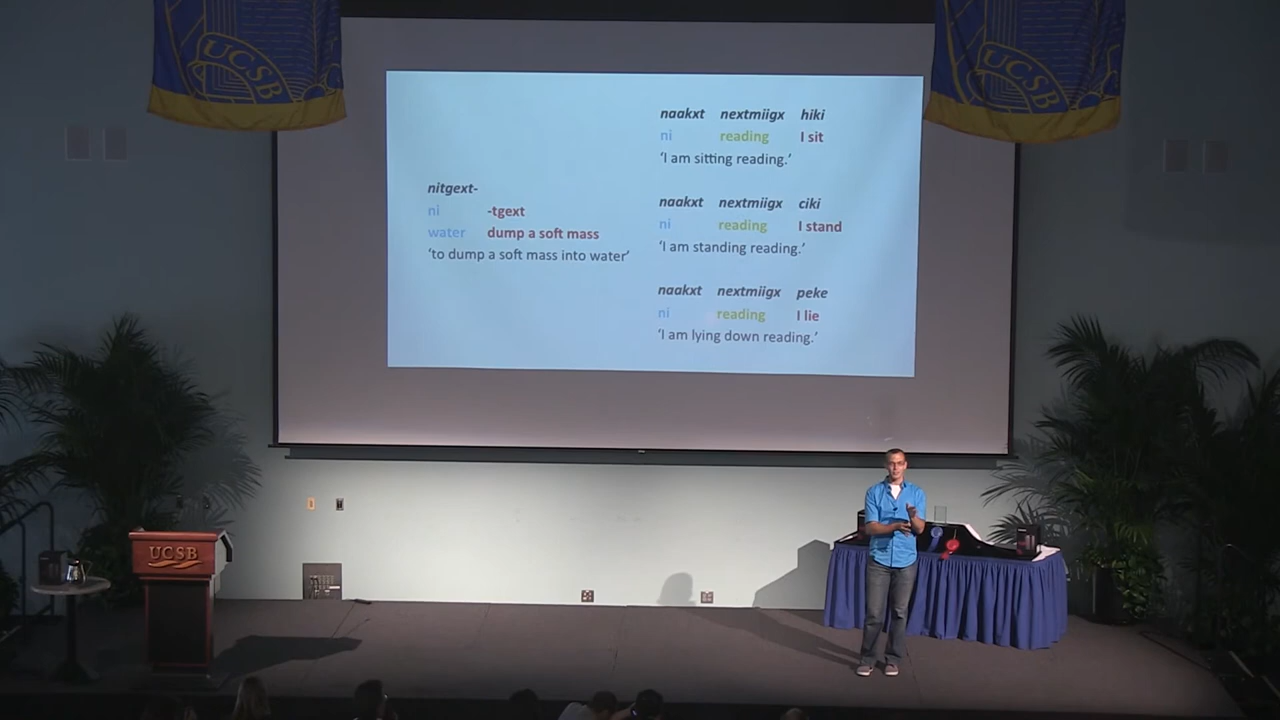 UCSB
UCSB
nitgext-
ni -tgext
water dump a soft mass
‘to dump a soft mass into water’
naakxt nextmiigx hiki
ni reading I sit
‘I am sitting reading.’
naakxt nextmiigx ciki
ni reading I stand
‘I am standing reading.’
naakxt nextmiigx peke
ni reading I lie
‘I am lying down reading.’
UCSB